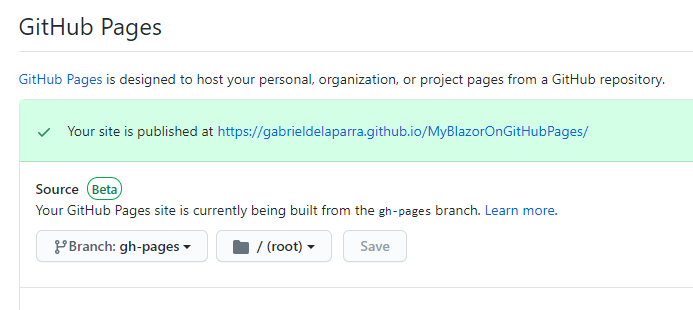 GitHub Pages
GitHub Pages is designed to host your personal, organization, or project pages from a GitHub repository.
Your site is published at https://gabrieldelaparra.github.io/MyBlazorOnGitHubPages/
Source Beta
Your GitHub Pages site is currently being built from the gh-pages branch. Learn more.
Branch: gh-pages / (root) Save